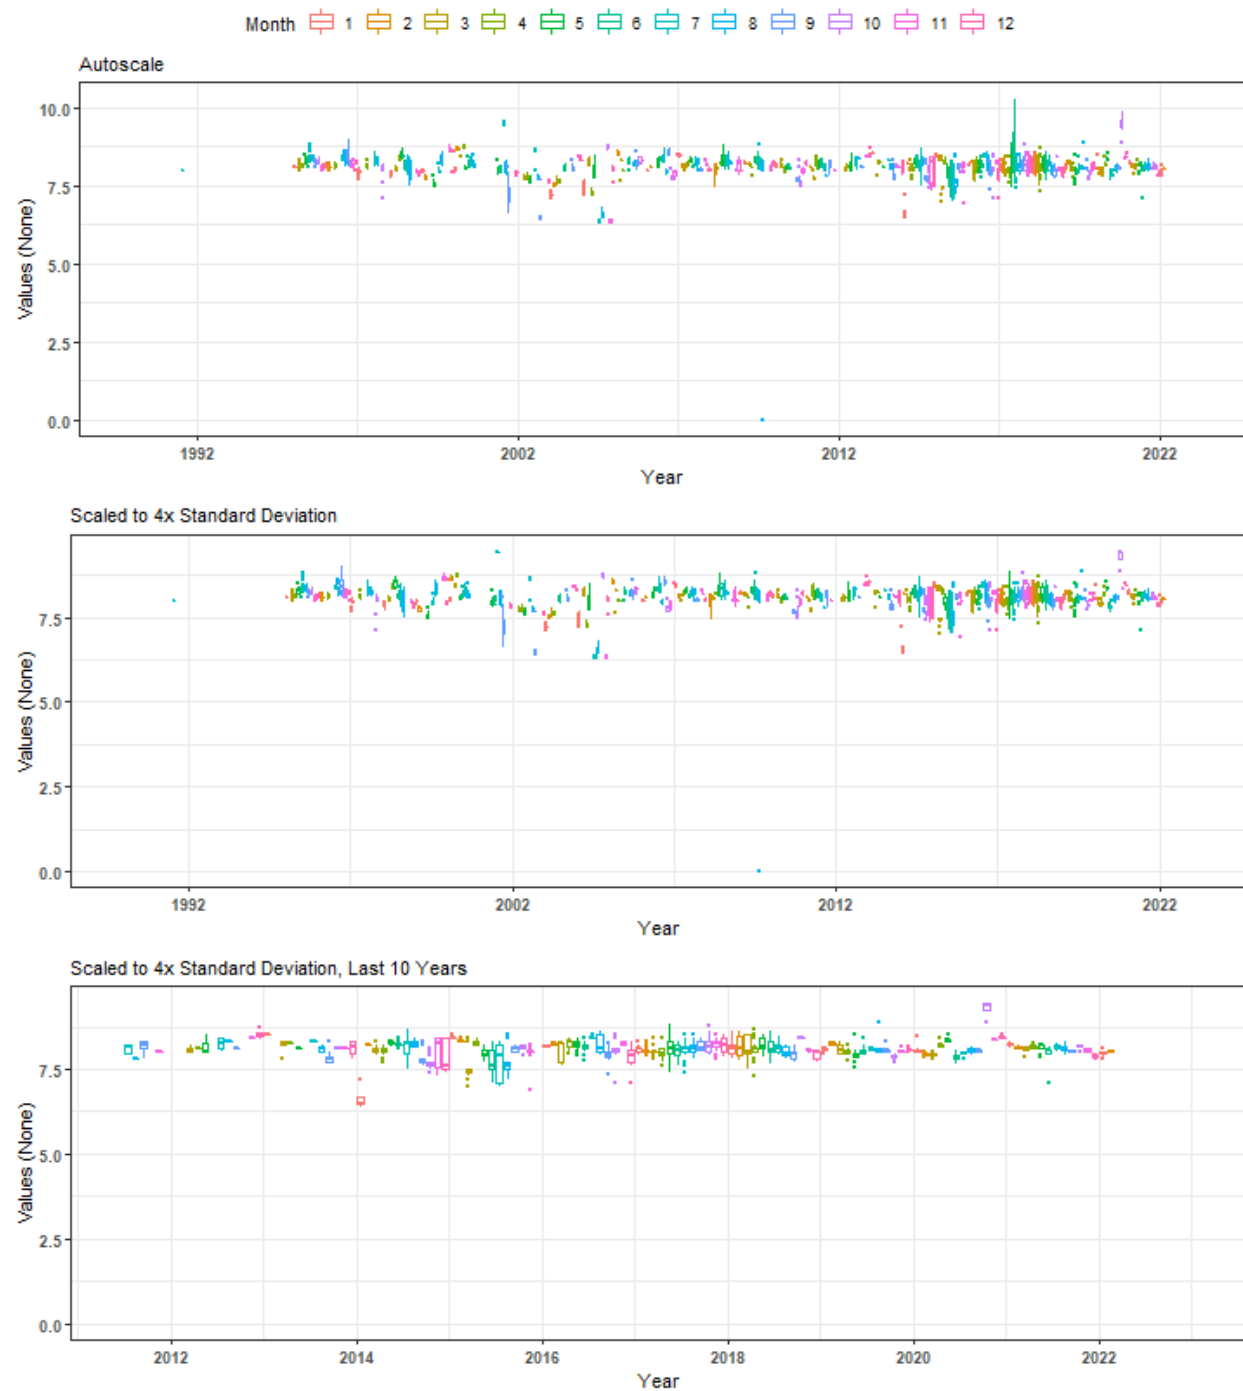 Month 1 2 3 4 5 6 7 8 9 10 11 12
Autoscale
10.0
7.5
5.0
2.5
0.0
Values (None)
1992 2002 2012 2022
Year
Scaled to 4x Standard Deviation
7.5
5.0
2.5
0.0
Values (None)
1992 2002 2012 2022
Year
Scaled to 4x Standard Deviation, Last 10 Years
7.5
5.0
2.5
0.0
Values (None)
2012 2014 2016 2018 2020 2022
Year